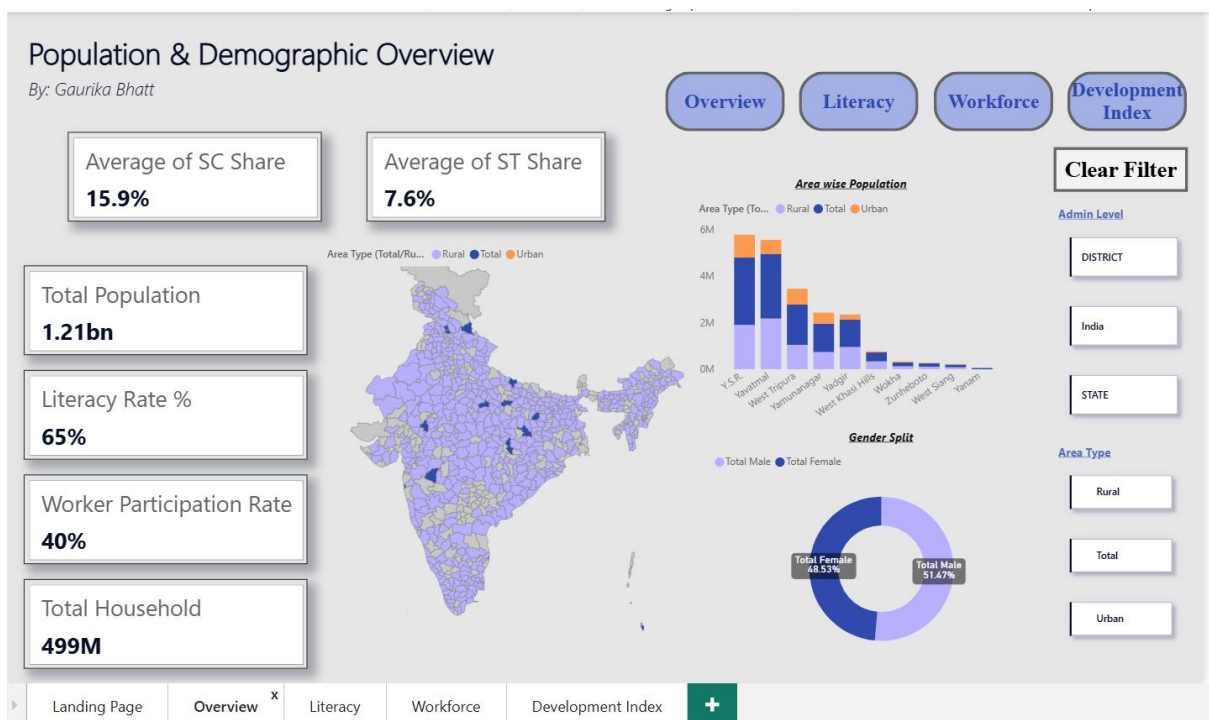 Population & Demographic Overview
By: Gaurika Bhatt
Overview
Literacy
Workforce
Development
Index
Average of SC Share
15.9%
Average of ST Share
7.6%
Clear Filter
Total Population
1.21bn
Literacy Rate %
65%
Worker Participation Rate
40%
Total Household
499M
Area Type (Total/Ru... Rural Total Urban
Area wise Population
Area Type (To... Rural Total Urban
6M
4M
2M
0M
Y.S.R.
Yavatmal
West Tripura
Yamunanagar
Yadgir
West Khasi Hills
Wokha
Zunheboto
West Siang
Yanam
Gender Split
Total Male Total Female
Total Female
48.53%
Total Male
51.47%
Admin Level
DISTRICT
India
STATE
Area Type
Rural
Total
Urban
Landing Page
Overview x
Literacy
Workforce
Development Index
+